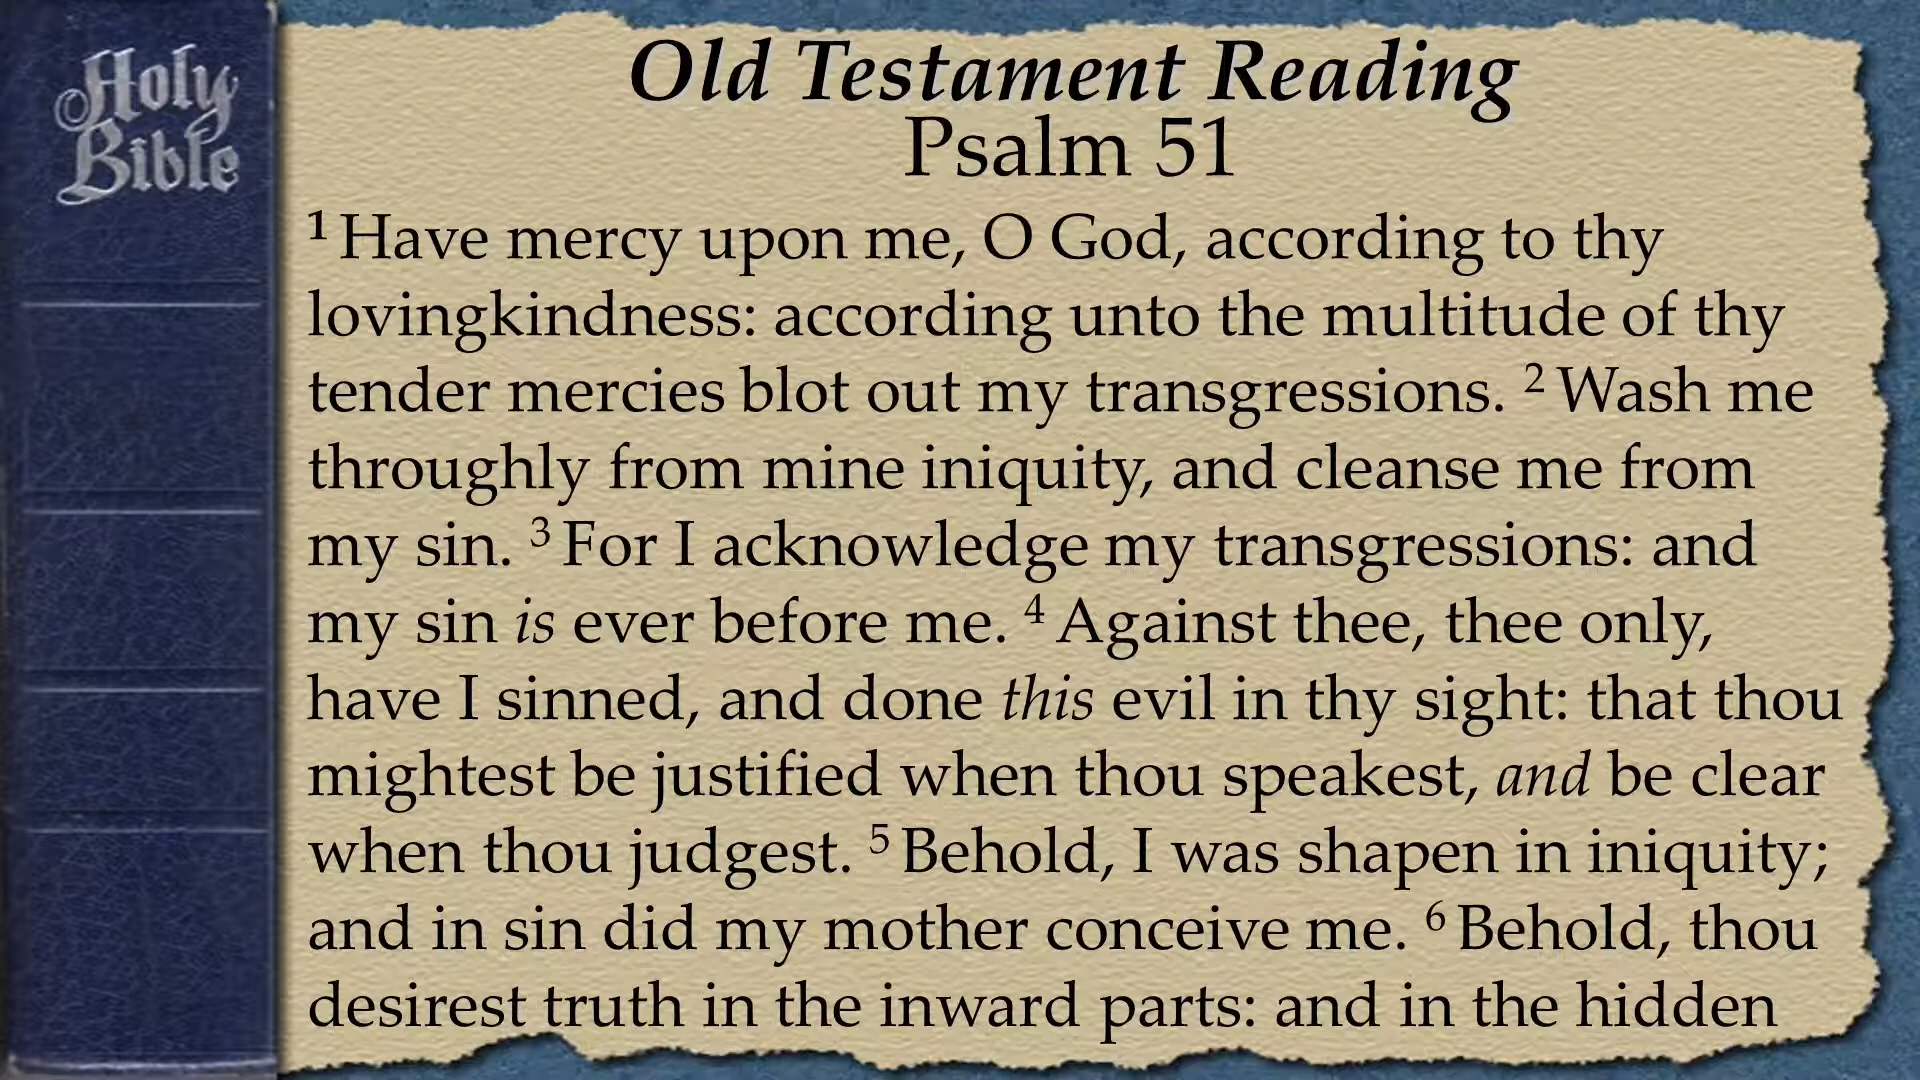 Holy
Bible
Old Testament Reading
Psalm 51
1 Have mercy upon me, O God, according to thy
lovingkindness: according unto the multitude of thy
tender mercies blot out my transgressions. 2 Wash me
throughly from mine iniquity, and cleanse me from
my sin. 3 For I acknowledge my transgressions: and
my sin is ever before me. 4 Against thee, thee only,
have I sinned, and done this evil in thy sight: that thou
mightest be justified when thou speakest, and be clear
when thou judgest. 5 Behold, I was shapen in iniquity;
and in sin did my mother conceive me. 6 Behold, thou
desirest truth in the inward parts: and in the hidden